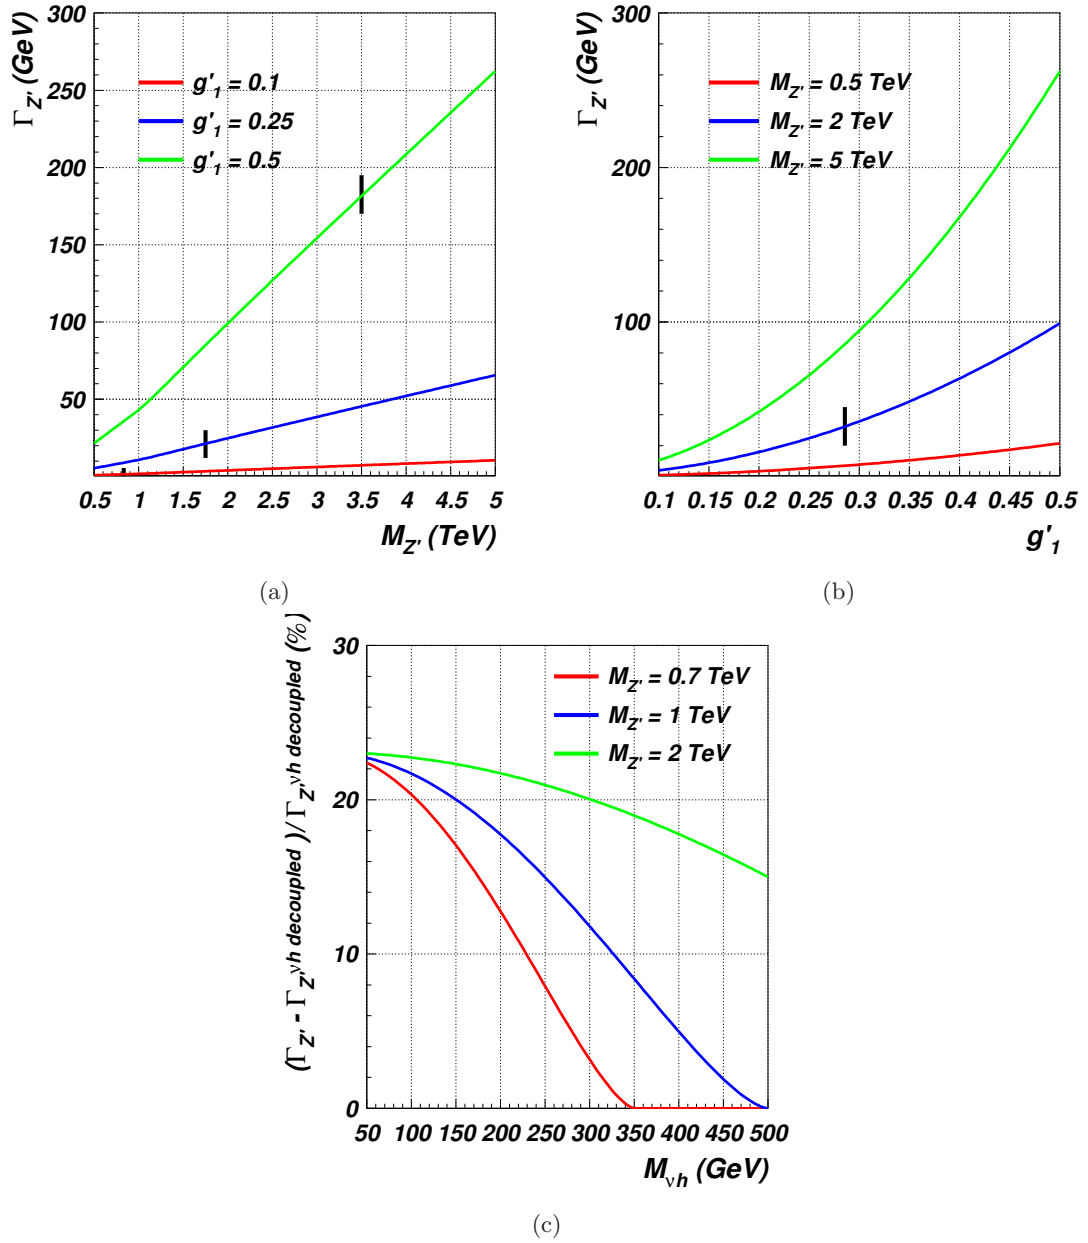 Γ_Z' (GeV)
300
250
200
150
100
50
g'_1 = 0.1
g'_1 = 0.25
g'_1 = 0.5
0.5 1 1.5 2 2.5 3 3.5 4 4.5 5
M_Z' (TeV)
(a)
Γ_Z' (GeV)
300
200
100
M_Z' = 0.5 TeV
M_Z' = 2 TeV
M_Z' = 5 TeV
0.1 0.15 0.2 0.25 0.3 0.35 0.4 0.45 0.5
g'_1
(b)
(Γ_Z' - Γ_Z'^νh decoupled) / Γ_Z'^νh decoupled (%)
30
20
10
0
M_Z' = 0.7 TeV
M_Z' = 1 TeV
M_Z' = 2 TeV
50 100 150 200 250 300 350 400 450 500
M_νh (GeV)
(c)